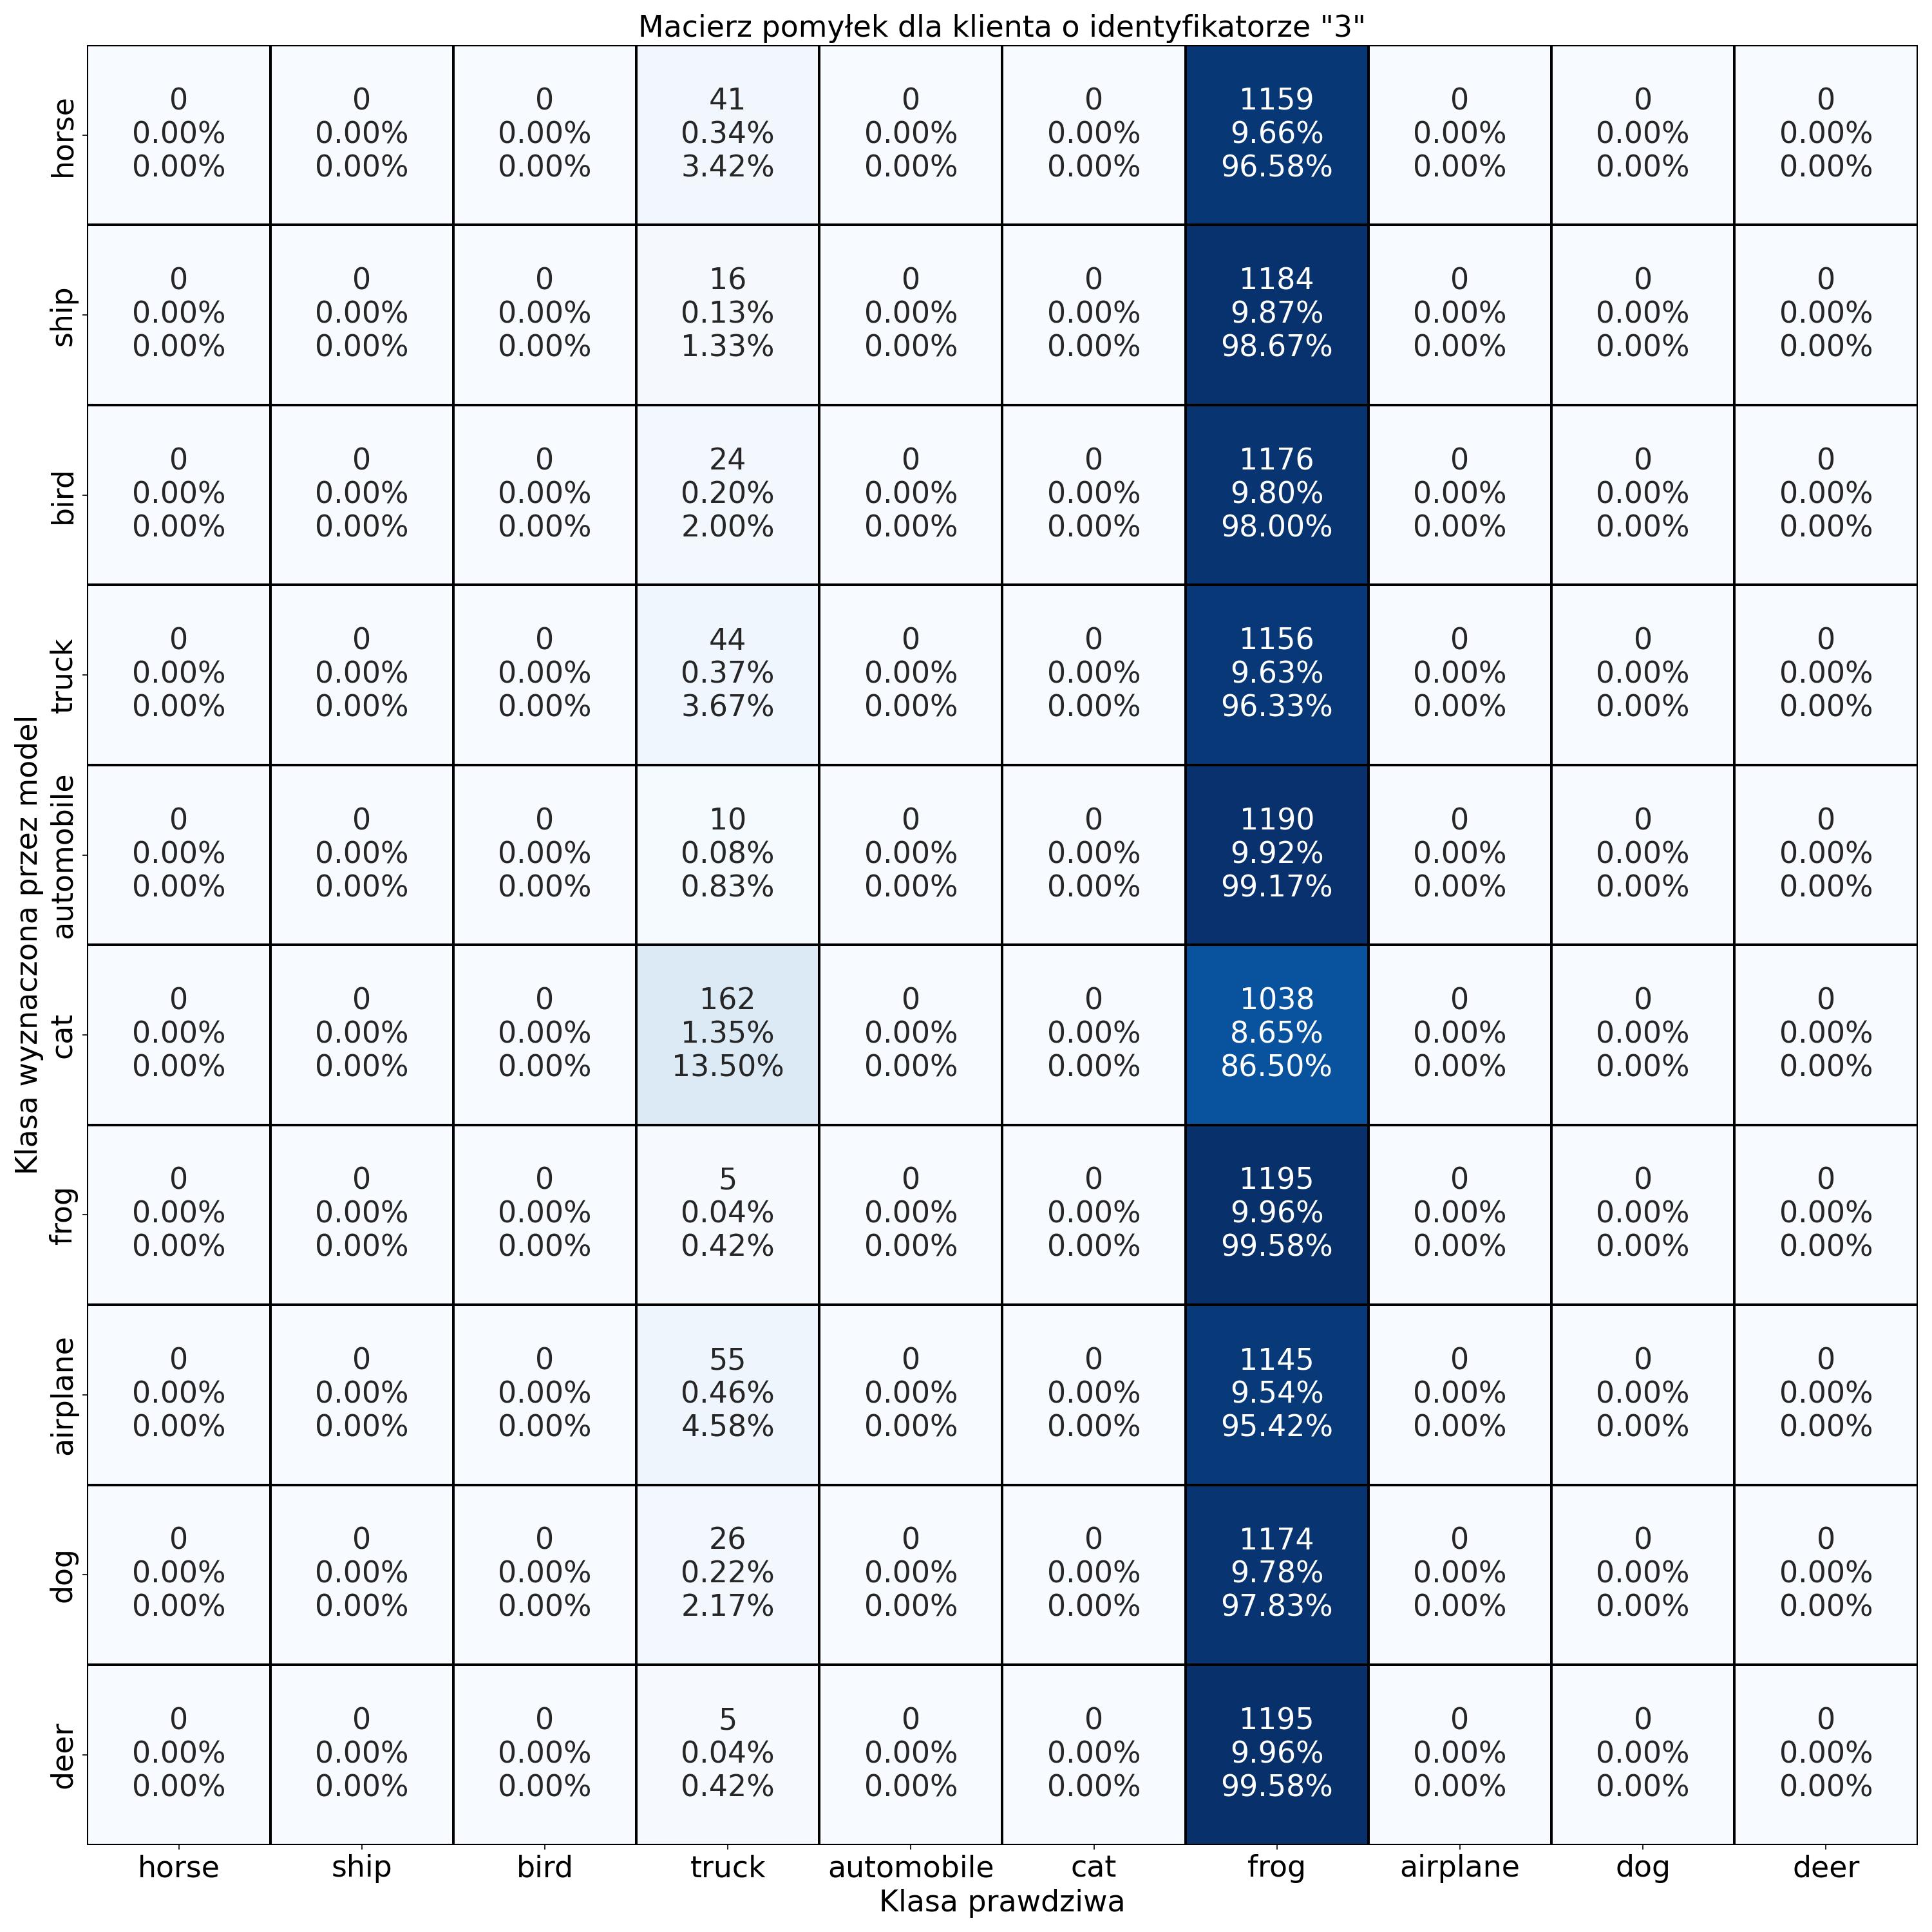 Macierz pomyłek dla klienta o identyfikatorze "3"
Klasa wyznaczona przez model
horse
0 0 0 41 0 0 1159 0 0 0
0.00% 0.00% 0.00% 0.34% 0.00% 0.00% 9.66% 0.00% 0.00% 0.00%
0.00% 0.00% 0.00% 3.42% 0.00% 0.00% 96.58% 0.00% 0.00% 0.00%
ship
0 0 0 16 0 0 1184 0 0 0
0.00% 0.00% 0.00% 0.13% 0.00% 0.00% 9.87% 0.00% 0.00% 0.00%
0.00% 0.00% 0.00% 1.33% 0.00% 0.00% 98.67% 0.00% 0.00% 0.00%
bird
0 0 0 24 0 0 1176 0 0 0
0.00% 0.00% 0.00% 0.20% 0.00% 0.00% 9.80% 0.00% 0.00% 0.00%
0.00% 0.00% 0.00% 2.00% 0.00% 0.00% 98.00% 0.00% 0.00% 0.00%
truck
0 0 0 44 0 0 1156 0 0 0
0.00% 0.00% 0.00% 0.37% 0.00% 0.00% 9.63% 0.00% 0.00% 0.00%
0.00% 0.00% 0.00% 3.67% 0.00% 0.00% 96.33% 0.00% 0.00% 0.00%
automobile
0 0 0 10 0 0 1190 0 0 0
0.00% 0.00% 0.00% 0.08% 0.00% 0.00% 9.92% 0.00% 0.00% 0.00%
0.00% 0.00% 0.00% 0.83% 0.00% 0.00% 99.17% 0.00% 0.00% 0.00%
cat
0 0 0 162 0 0 1038 0 0 0
0.00% 0.00% 0.00% 1.35% 0.00% 0.00% 8.65% 0.00% 0.00% 0.00%
0.00% 0.00% 0.00% 13.50% 0.00% 0.00% 86.50% 0.00% 0.00% 0.00%
frog
0 0 0 5 0 0 1195 0 0 0
0.00% 0.00% 0.00% 0.04% 0.00% 0.00% 9.96% 0.00% 0.00% 0.00%
0.00% 0.00% 0.00% 0.42% 0.00% 0.00% 99.58% 0.00% 0.00% 0.00%
airplane
0 0 0 55 0 0 1145 0 0 0
0.00% 0.00% 0.00% 0.46% 0.00% 0.00% 9.54% 0.00% 0.00% 0.00%
0.00% 0.00% 0.00% 4.58% 0.00% 0.00% 95.42% 0.00% 0.00% 0.00%
dog
0 0 0 26 0 0 1174 0 0 0
0.00% 0.00% 0.00% 0.22% 0.00% 0.00% 9.78% 0.00% 0.00% 0.00%
0.00% 0.00% 0.00% 2.17% 0.00% 0.00% 97.83% 0.00% 0.00% 0.00%
deer
0 0 0 5 0 0 1195 0 0 0
0.00% 0.00% 0.00% 0.04% 0.00% 0.00% 9.96% 0.00% 0.00% 0.00%
0.00% 0.00% 0.00% 0.42% 0.00% 0.00% 99.58% 0.00% 0.00% 0.00%
horse ship bird truck automobile cat frog airplane dog deer
Klasa prawdziwa